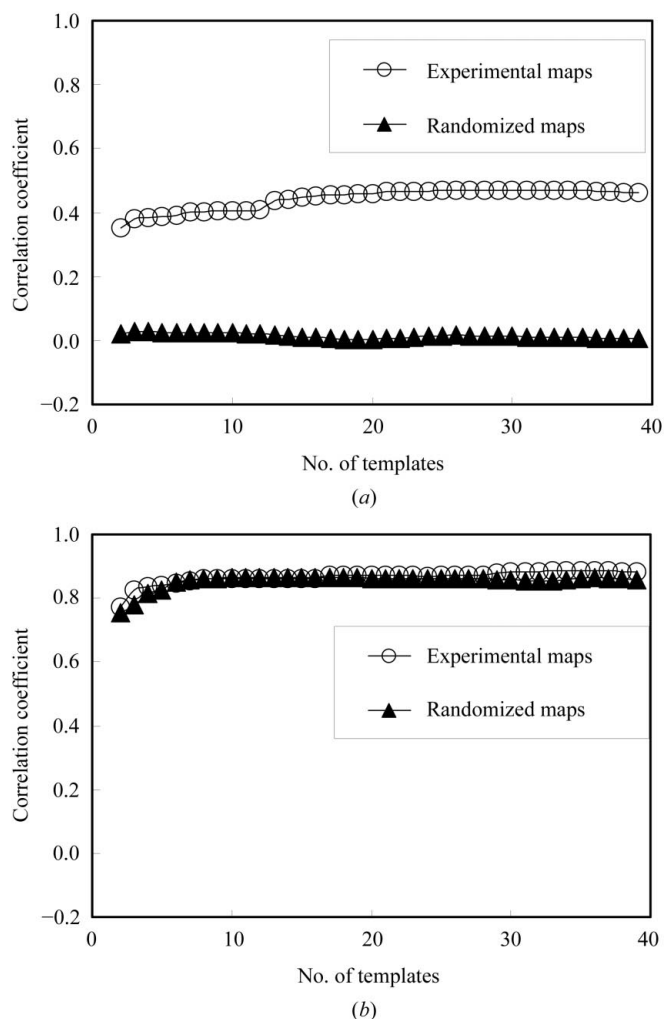 1.0
0.8
0.6
0.4
0.2
0.0
−0.2
Correlation coefficient
Experimental maps
Randomized maps
0 10 20 30 40
No. of templates
(a)
1.0
0.8
0.6
0.4
0.2
0.0
−0.2
Correlation coefficient
Experimental maps
Randomized maps
0 10 20 30 40
No. of templates
(b)